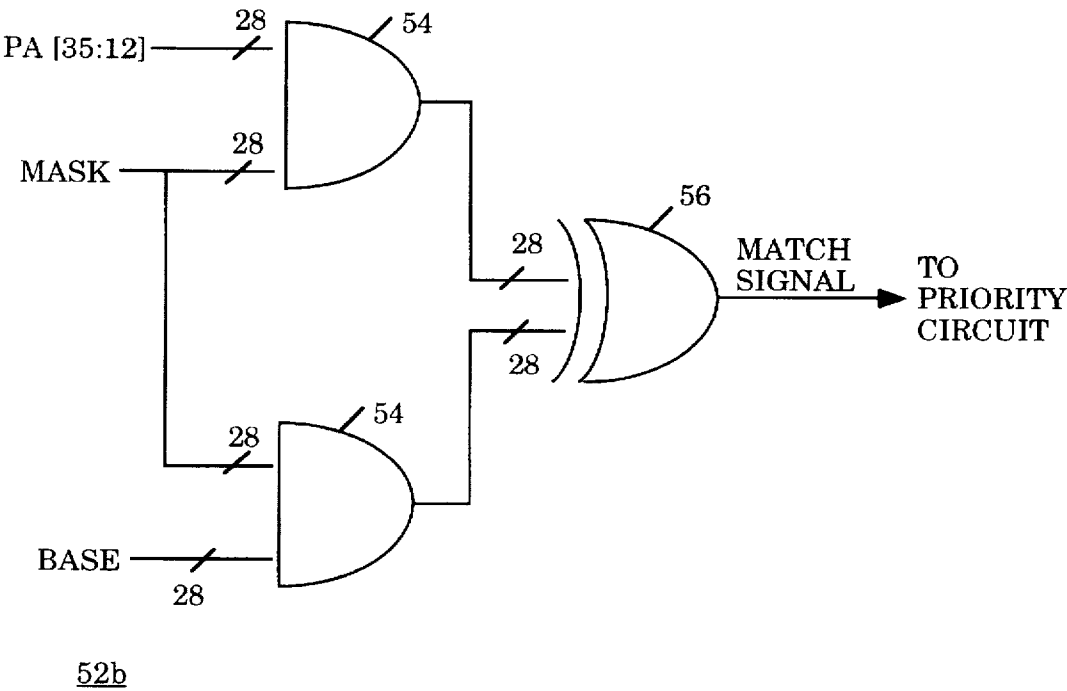 28
54
PA [35:12]
28
MASK
56
28
MATCH
SIGNAL
TO
PRIORITY
CIRCUIT
28
54
28
BASE
28
52b